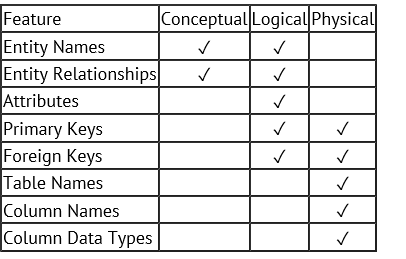 Feature Conceptual Logical Physical
Entity Names ✓ ✓
Entity Relationships ✓ ✓
Attributes ✓
Primary Keys ✓ ✓
Foreign Keys ✓ ✓
Table Names ✓
Column Names ✓
Column Data Types ✓